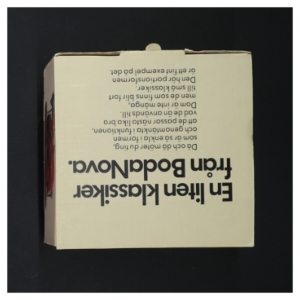 En liten klassiker
från BodaNova.
Då och då möter du ting,
som är så enkla i formen
och genomtänkta i funktionen,
att de passar nästa lika bra
vad de än används till.
Dom är inte många,
men de som finns blir fort
till små klassiker.
Den här portionsformen
är ett fint exempel på det.